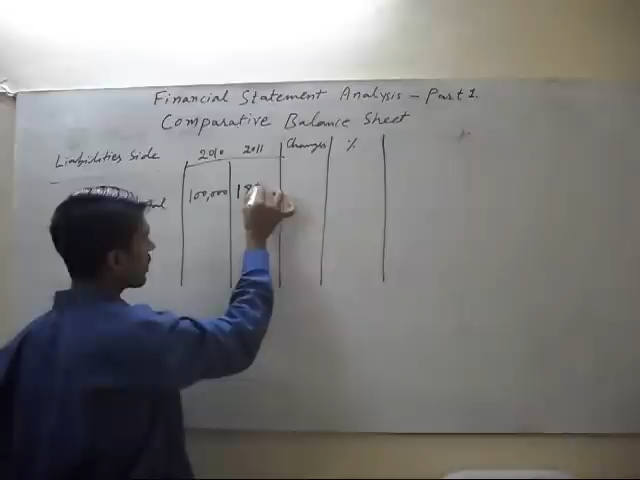 Financial Statement Analysis - Part 1.
Comparative Balance Sheet
Liabilities Side 2010 2011 Changes %
100,000